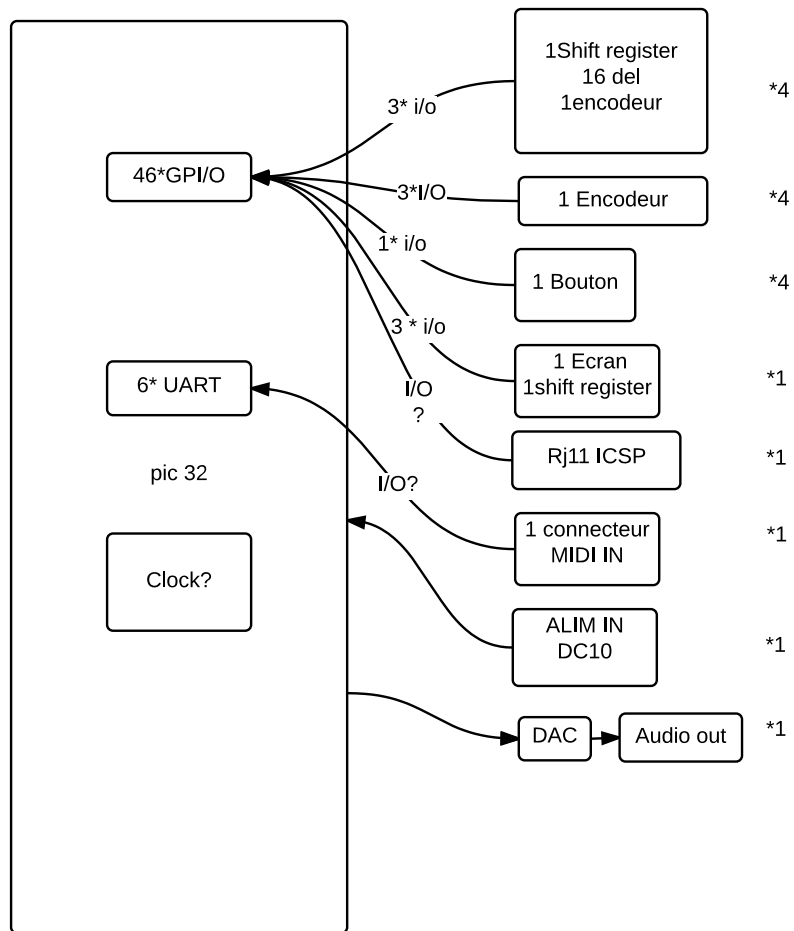 1Shift register
16 del
1encodeur
*4
3* i/o
46*GPI/O
3*I/O
1 Encodeur
*4
1* i/o
1 Bouton
*4
3 * i/o
1 Ecran
1shift register
*1
6* UART
I/O
?
Rj11 ICSP
*1
pic 32
I/O?
1 connecteur
MIDI IN
*1
Clock?
ALIM IN
DC10
*1
DAC
Audio out
*1